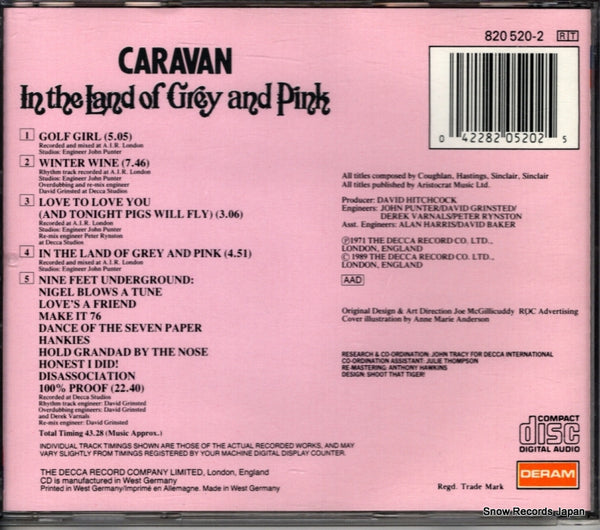 CARAVAN
In the Land of Grey and Pink
820 520-2 RT
0 42282 05202 5
1 GOLF GIRL (5.05)
Recorded and mixed at A.I.R. London
Studios: Engineer John Punter
2 WINTER WINE (7.46)
Rhythm track recorded at A.I.R. London
Studios: Engineer John Punter
Overdubbing and re-mix engineer
David Grinsted at Decca Studios
3 LOVE TO LOVE YOU
(AND TONIGHT PIGS WILL FLY) (3.06)
Recorded at A.I.R. London
Studios: Engineer John Punter
Re-mix engineer Peter Rynston
at Decca Studios
4 IN THE LAND OF GREY AND PINK (4.51)
Recorded and mixed at A.I.R. London
Studios: Engineer John Punter
5 NINE FEET UNDERGROUND:
NIGEL BLOWS A TUNE
LOVE'S A FRIEND
MAKE IT 76
DANCE OF THE SEVEN PAPER
HANKIES
HOLD GRANDAD BY THE NOSE
HONEST I DID!
DISASSOCIATION
100% PROOF (22.40)
Recorded at Decca Studios
Rhythm track engineer: David Grinsted
Overdubbing engineers: David Grinsted
and Derek Varnals
Re-mix engineer: David Grinsted
Total Timing 43.28 (Music Approx.)
INDIVIDUAL TRACK TIMINGS SHOWN ARE THOSE OF THE ACTUAL RECORDED WORKS, AND MAY
VARY SLIGHTLY FROM TIMINGS REGISTERED BY YOUR MACHINE DIGITAL DISPLAY COUNTER.
THE DECCA RECORD COMPANY LIMITED, London, England
CD is manufactured in West Germany
Printed in West Germany/Imprimé en Allemagne. Made in West Germany
All titles composed by Coughlan, Hastings, Sinclair, Sinclair
All titles published by Aristocrat Music Ltd.
Producer: DAVID HITCHCOCK
Engineers: JOHN PUNTER/DAVID GRINSTED/
DEREK VARNALS/PETER RYNSTON
Asst. Engineers: ALAN HARRIS/DAVID BAKER
Ⓟ1971 THE DECCA RECORD CO. LTD.,
LONDON, ENGLAND
© 1989 THE DECCA RECORD CO. LTD.,
LONDON, ENGLAND
AAD
Original Design & Art Direction Joe McGillicuddy RDC Advertising
Cover illustration by Anne Marie Anderson
RESEARCH & CO-ORDINATION: JOHN TRACY FOR DECCA INTERNATIONAL
CO-ORDINATION ASSISTANT: JULIE THOMPSON
RE-MASTERING: ANTHONY HAWKINS
DESIGN: SHOOT THAT TIGER!
COMPACT
disc
DIGITAL AUDIO
DERAM
Regd. Trade Mark
Snow Records Japan
www.snowrecords.com